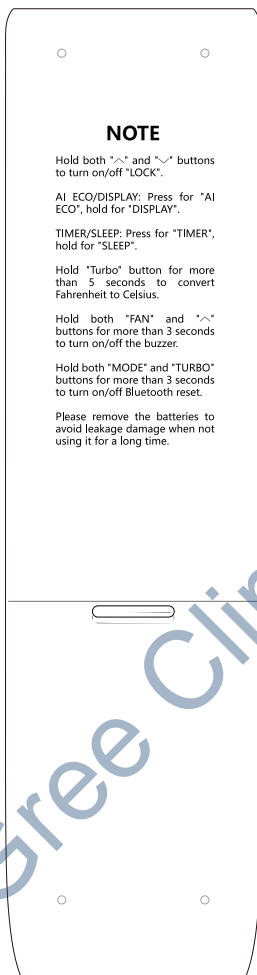 NOTE
Hold both "︿" and "﹀" buttons
to turn on/off "LOCK".
AI ECO/DISPLAY: Press for "AI
ECO", hold for "DISPLAY".
TIMER/SLEEP: Press for "TIMER",
hold for "SLEEP".
Hold "Turbo" button for more
than 5 seconds to convert
Fahrenheit to Celsius.
Hold both "FAN" and "︿"
buttons for more than 3 seconds
to turn on/off the buzzer.
Hold both "MODE" and "TURBO"
buttons for more than 3 seconds
to turn on/off Bluetooth reset.
Please remove the batteries to
avoid leakage damage when not
using it for a long time.
Gree